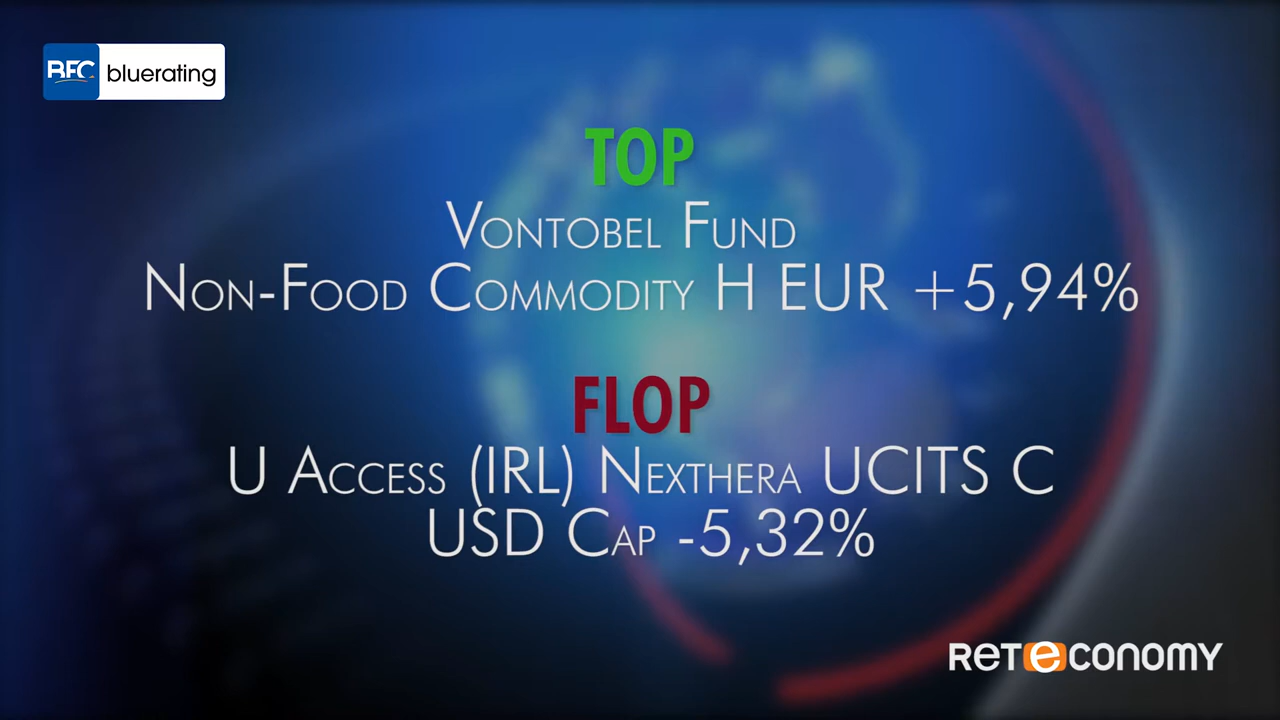 BFC bluerating
TOP
Vontobel Fund
Non-Food Commodity H EUR +5,94%
FLOP
U Access (IRL) Nexthera UCITS C
USD Cap -5,32%
ReteConomy